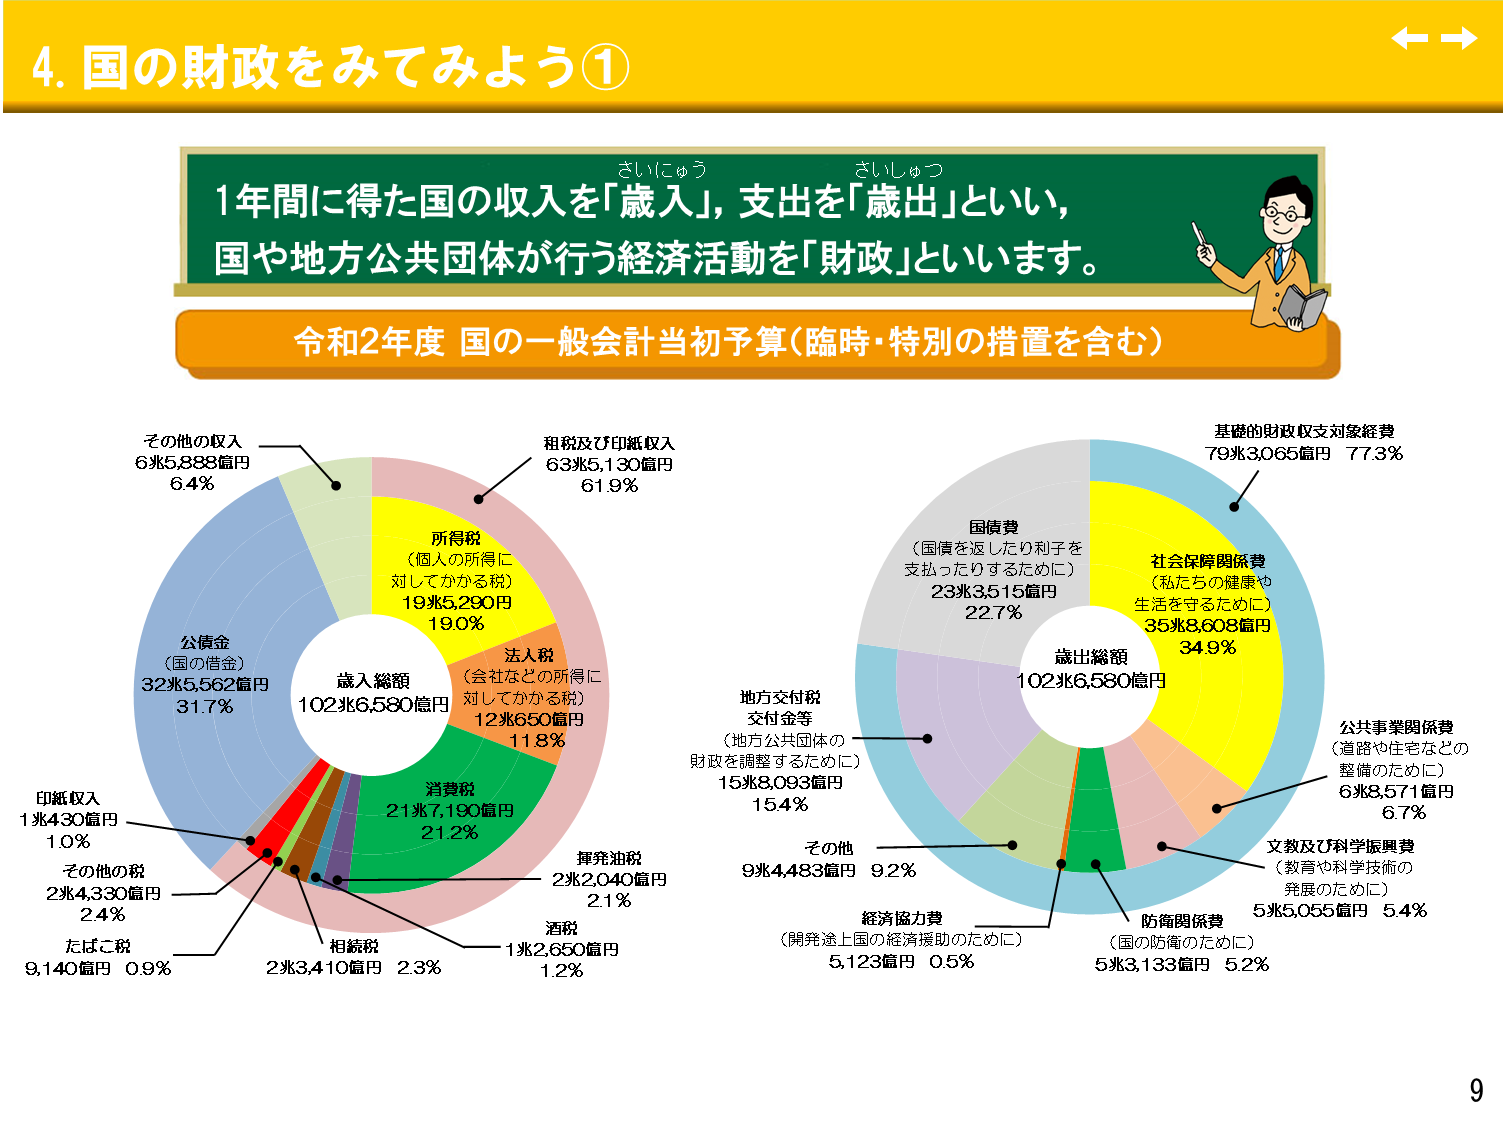 4. 国の財政をみてみよう①
さいにゅう さいしゅつ
1年間に得た国の収入を「歳入」，支出を「歳出」といい，
国や地方公共団体が行う経済活動を「財政」といいます。
令和2年度 国の一般会計当初予算（臨時・特別の措置を含む）
その他の収入
6兆5,888億円
6.4%
租税及び印紙収入
63兆5,130億円
61.9%
所得税
（個人の所得に
対してかかる税）
19兆5,290円
19.0%
法人税
（会社などの所得に
対してかかる税）
12兆650億円
11.8%
公債金
（国の借金）
32兆5,562億円
31.7%
歳入総額
102兆6,580億円
消費税
21兆7,190億円
21.2%
印紙収入
1兆430億円
1.0%
その他の税
2兆4,330億円
2.4%
たばこ税
9,140億円 0.9%
相続税
2兆3,410億円 2.3%
酒税
1兆2,650億円
1.2%
揮発油税
2兆2,040億円
2.1%
基礎的財政収支対象経費
79兆3,065億円 77.3%
国債費
（国債を返したり利子を
支払ったりするために）
23兆3,515億円
22.7%
社会保障関係費
（私たちの健康や
生活を守るために）
35兆8,608億円
34.9%
歳出総額
102兆6,580億円
地方交付税
交付金等
（地方公共団体の
財政を調整するために）
15兆8,093億円
15.4%
公共事業関係費
（道路や住宅などの
整備のために）
6兆8,571億円
6.7%
その他
9兆4,483億円 9.2%
文教及び科学振興費
（教育や科学技術の
発展のために）
5兆5,055億円 5.4%
経済協力費
（開発途上国の経済援助のために）
5,123億円 0.5%
防衛関係費
（国の防衛のために）
5兆3,133億円 5.2%
9